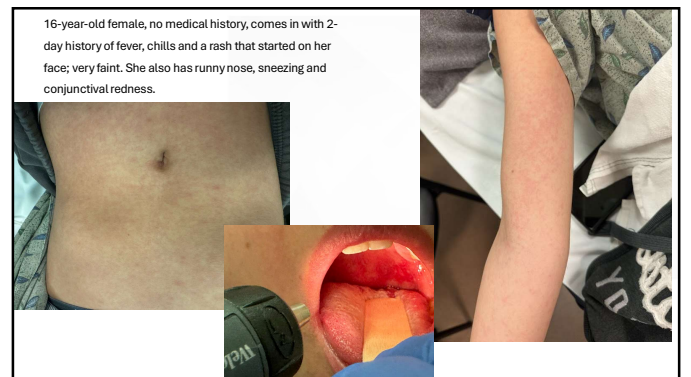 16-year-old female, no medical history, comes in with 2-
day history of fever, chills and a rash that started on her
face; very faint. She also has runny nose, sneezing and
conjunctival redness.
Welc